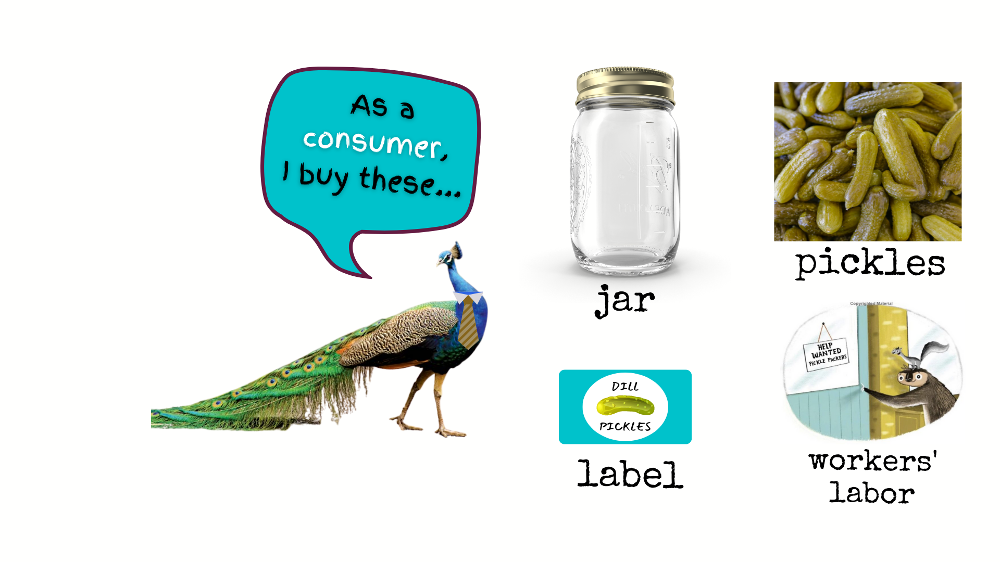 As a
consumer,
I buy these...
jar
pickles
Copyrighted Material
HELP
WANTED
PICKLE PACKERS
DILL
PICKLES
label
workers'
labor